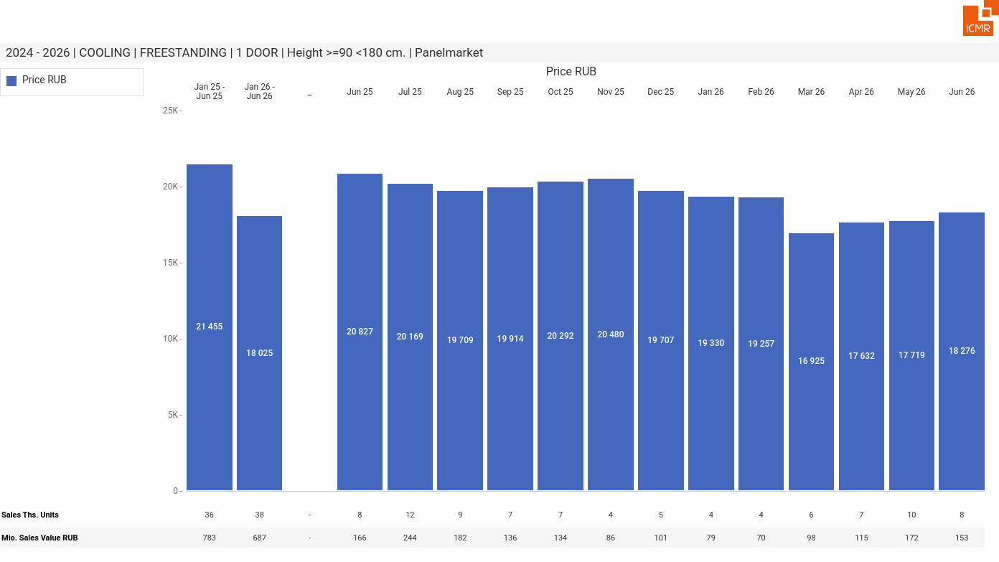 ICMR
2024 - 2026 | COOLING | FREESTANDING | 1 DOOR | Height >=90 <180 cm. | Panelmarket
Price RUB
Price RUB
Jan 25 - Jun 25 Jan 26 - Jun 26 – Jun 25 Jul 25 Aug 25 Sep 25 Oct 25 Nov 25 Dec 25 Jan 26 Feb 26 Mar 26 Apr 26 May 26 Jun 26
25K
20K
15K
10K
5K
0
21 455 18 025 20 827 20 169 19 709 19 914 20 292 20 480 19 707 19 330 19 257 16 925 17 632 17 719 18 276
Sales Ths. Units 36 38 - 8 12 9 7 7 4 5 4 4 6 7 10 8
Mio. Sales Value RUB 783 687 - 166 244 182 136 134 86 101 79 70 98 115 172 153